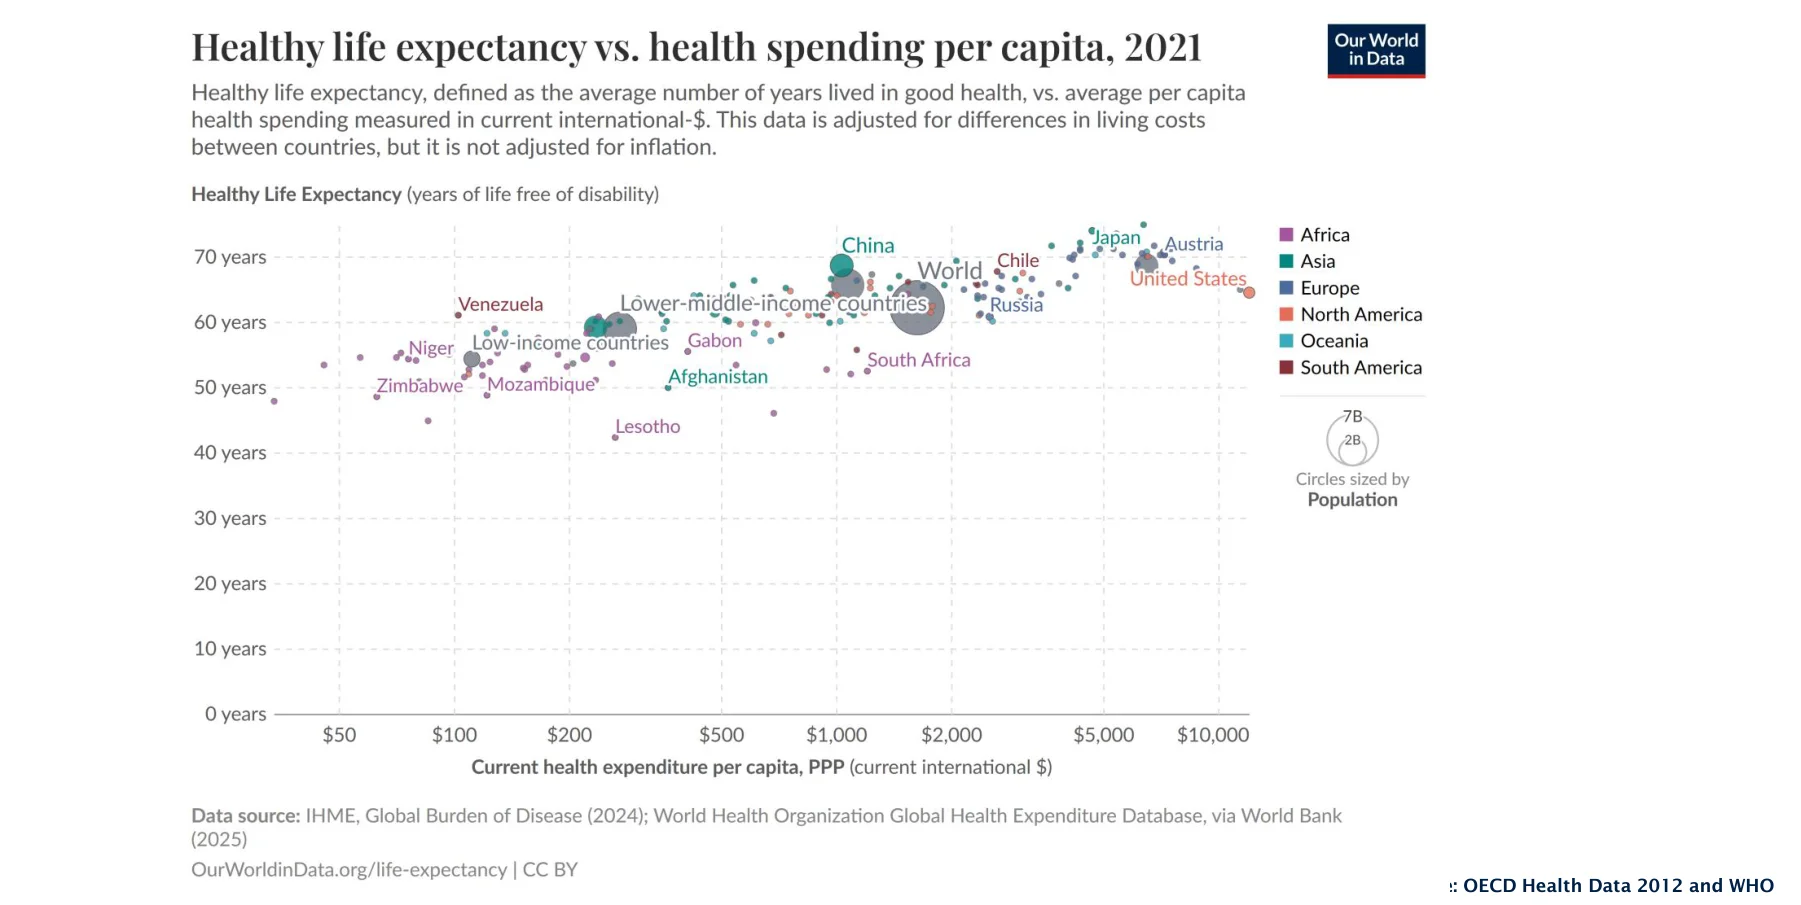 Healthy life expectancy vs. health spending per capita, 2021
Our World
in Data
Healthy life expectancy, defined as the average number of years lived in good health, vs. average per capita
health spending measured in current international-$. This data is adjusted for differences in living costs
between countries, but it is not adjusted for inflation.
Healthy Life Expectancy (years of life free of disability)
70 years
60 years
50 years
40 years
30 years
20 years
10 years
0 years
China
Japan
Austria
World
Chile
United States
Venezuela
Lower-middle-income countries
Russia
Niger
Low-income countries
Gabon
South Africa
Zimbabwe
Mozambique
Afghanistan
Lesotho
$50
$100
$200
$500
$1,000
$2,000
$5,000
$10,000
Current health expenditure per capita, PPP (current international $)
Africa
Asia
Europe
North America
Oceania
South America
7B
2B
Circles sized by
Population
Data source: IHME, Global Burden of Disease (2024); World Health Organization Global Health Expenditure Database, via World Bank
(2025)
OurWorldinData.org/life-expectancy | CC BY
: OECD Health Data 2012 and WHO